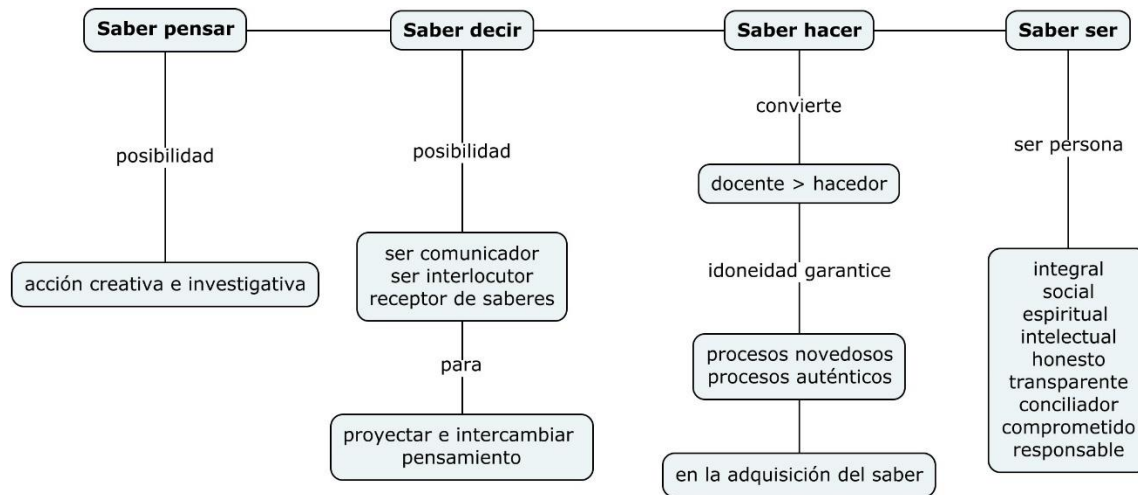 Saber pensar
Saber decir
Saber hacer
Saber ser
posibilidad
acción creativa e investigativa
posibilidad
ser comunicador
ser interlocutor
receptor de saberes
para
proyectar e intercambiar
pensamiento
convierte
docente > hacedor
idoneidad garantice
procesos novedosos
procesos auténticos
en la adquisición del saber
ser persona
integral
social
espiritual
intelectual
honesto
transparente
conciliador
comprometido
responsable